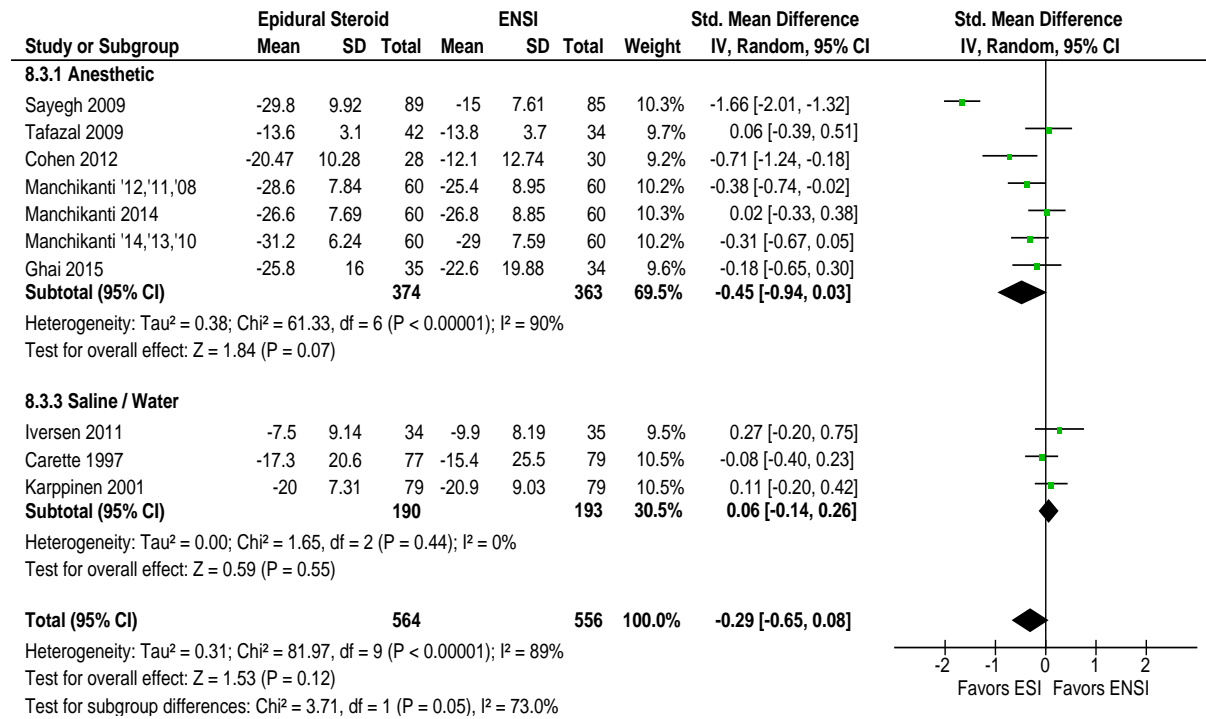 Epidural Steroid ENSI Std. Mean Difference Std. Mean Difference
Study or Subgroup Mean SD Total Mean SD Total Weight IV, Random, 95% CI IV, Random, 95% CI
8.3.1 Anesthetic
Sayegh 2009 -29.8 9.92 89 -15 7.61 85 10.3% -1.66 [-2.01, -1.32]
Tafazal 2009 -13.6 3.1 42 -13.8 3.7 34 9.7% 0.06 [-0.39, 0.51]
Cohen 2012 -20.47 10.28 28 -12.1 12.74 30 9.2% -0.71 [-1.24, -0.18]
Manchikanti '12,'11,'08 -28.6 7.84 60 -25.4 8.95 60 10.2% -0.38 [-0.74, -0.02]
Manchikanti 2014 -26.6 7.69 60 -26.8 8.85 60 10.3% 0.02 [-0.33, 0.38]
Manchikanti '14,'13,'10 -31.2 6.24 60 -29 7.59 60 10.2% -0.31 [-0.67, 0.05]
Ghai 2015 -25.8 16 35 -22.6 19.88 34 9.6% -0.18 [-0.65, 0.30]
Subtotal (95% CI) 374 363 69.5% -0.45 [-0.94, 0.03]
Heterogeneity: Tau² = 0.38; Chi² = 61.33, df = 6 (P < 0.00001); I² = 90%
Test for overall effect: Z = 1.84 (P = 0.07)
8.3.3 Saline / Water
Iversen 2011 -7.5 9.14 34 -9.9 8.19 35 9.5% 0.27 [-0.20, 0.75]
Carette 1997 -17.3 20.6 77 -15.4 25.5 79 10.5% -0.08 [-0.40, 0.23]
Karppinen 2001 -20 7.31 79 -20.9 9.03 79 10.5% 0.11 [-0.20, 0.42]
Subtotal (95% CI) 190 193 30.5% 0.06 [-0.14, 0.26]
Heterogeneity: Tau² = 0.00; Chi² = 1.65, df = 2 (P = 0.44); I² = 0%
Test for overall effect: Z = 0.59 (P = 0.55)
Total (95% CI) 564 556 100.0% -0.29 [-0.65, 0.08]
Heterogeneity: Tau² = 0.31; Chi² = 81.97, df = 9 (P < 0.00001); I² = 89%
Test for overall effect: Z = 1.53 (P = 0.12)
Test for subgroup differences: Chi² = 3.71, df = 1 (P = 0.05), I² = 73.0%
-2 -1 0 1 2
Favors ESI Favors ENSI